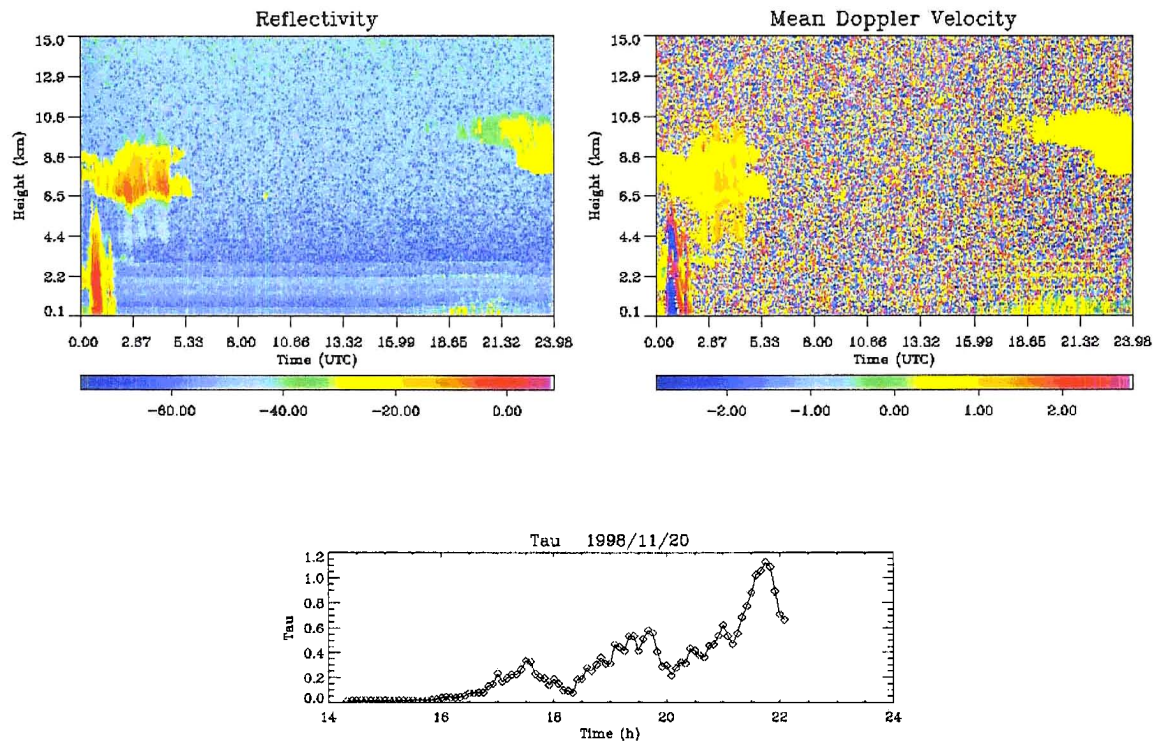 Reflectivity
Mean Doppler Velocity
15.0
12.9
10.6
8.6
6.5
4.4
2.2
0.1
Height (km)
0.00 2.67 5.33 8.00 10.66 13.32 16.00 18.65 21.32 23.98
Time (UTC)
-60.00 -40.00 -20.00 0.00
15.0
12.9
10.6
8.6
6.5
4.4
2.2
0.1
Height (km)
0.00 2.67 5.33 8.00 10.66 13.32 16.00 18.65 21.32 23.98
Time (UTC)
-2.00 -1.00 0.00 1.00 2.00
Tau 1998/11/20
1.2
1.0
0.8
0.6
0.4
0.2
0.0
Tau
14 16 18 20 22 24
Time (h)